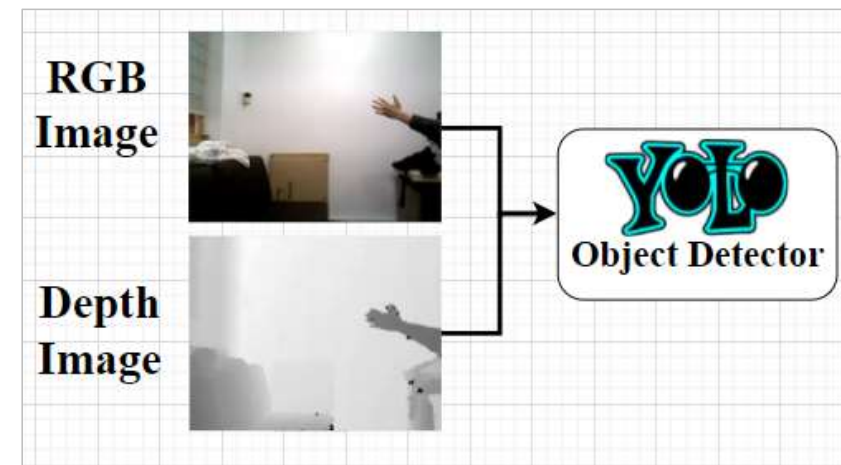 RGB
Image
YOLO
Object Detector
Depth
Image